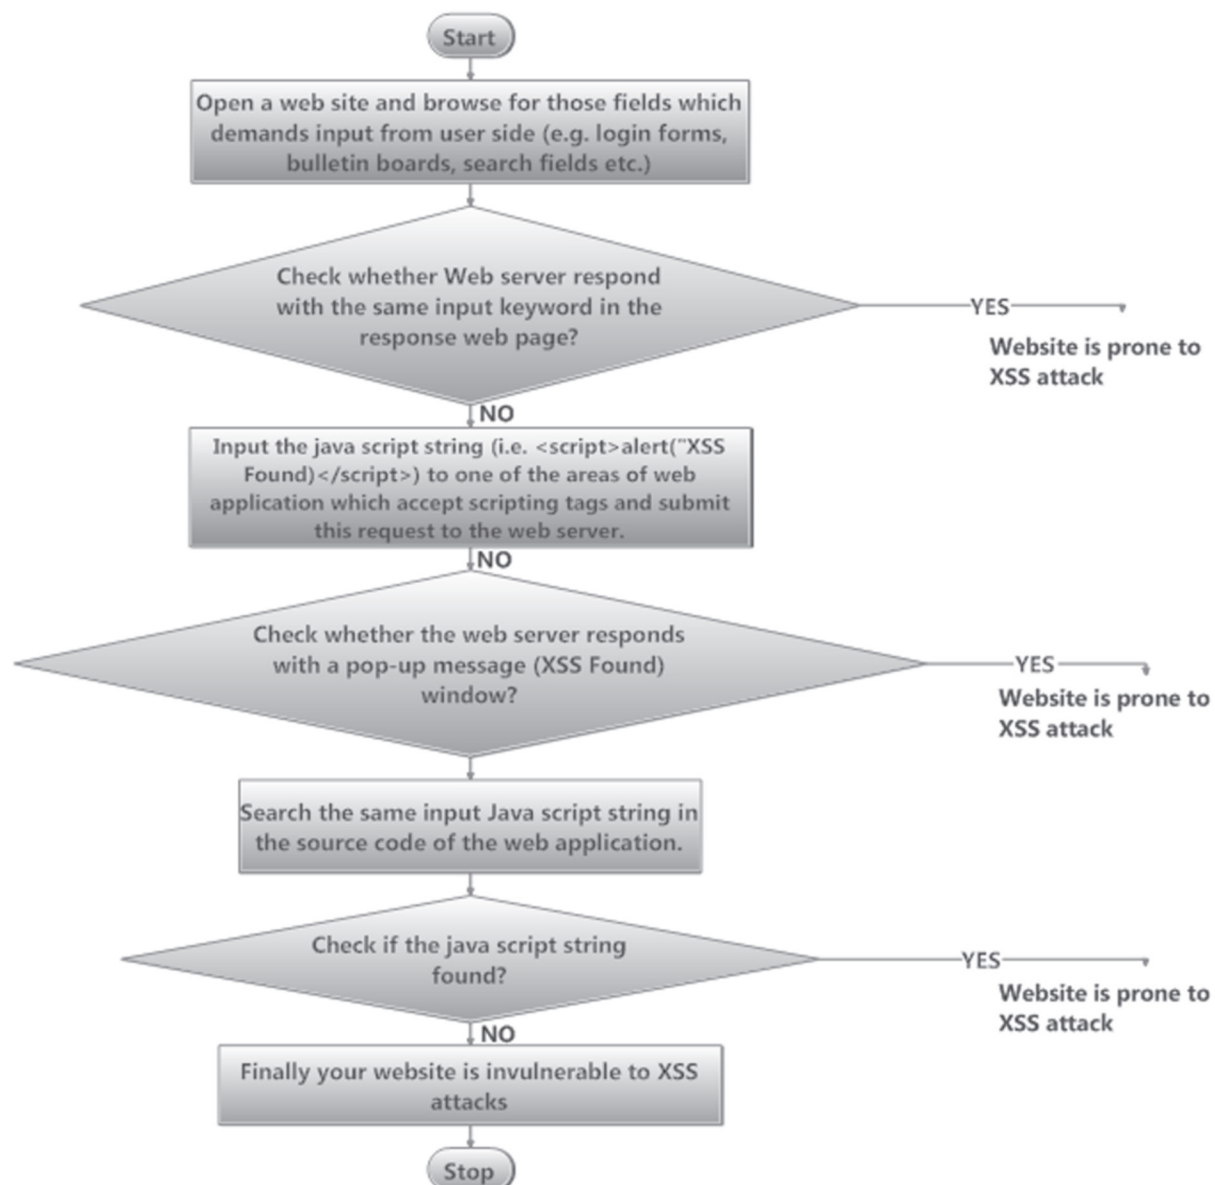 Start
Open a web site and browse for those fields which
demands input from user side (e.g. login forms,
bulletin boards, search fields etc.)
Check whether Web server respond
with the same input keyword in the
response web page?
YES
Website is prone to
XSS attack
NO
Input the java script string (i.e. <script>alert("XSS
Found)</script>) to one of the areas of web
application which accept scripting tags and submit
this request to the web server.
NO
Check whether the web server responds
with a pop-up message (XSS Found)
window?
YES
Website is prone to
XSS attack
Search the same input Java script string in
the source code of the web application.
Check if the java script string
found?
YES
Website is prone to
XSS attack
NO
Finally your website is invulnerable to XSS
attacks
Stop